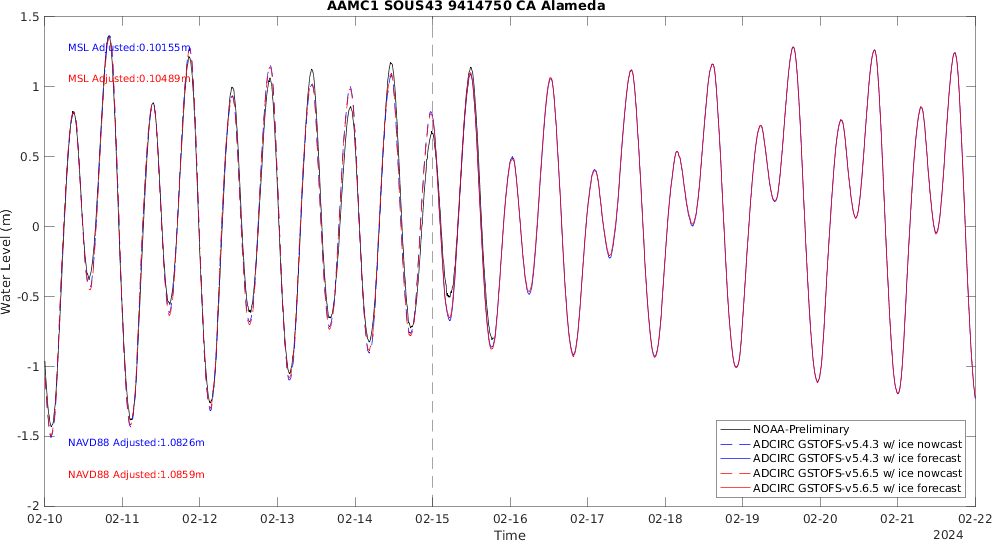 AAMC1 SOUS43 9414750 CA Alameda
1.5
1
0.5
0
-0.5
-1
-1.5
-2
Water Level (m)
MSL Adjusted:0.10155m
MSL Adjusted:0.10489m
NAVD88 Adjusted:1.0826m
NAVD88 Adjusted:1.0859m
NOAA-Preliminary
ADCIRC GSTOFS-v5.4.3 w/ ice nowcast
ADCIRC GSTOFS-v5.4.3 w/ ice forecast
ADCIRC GSTOFS-v5.6.5 w/ ice nowcast
ADCIRC GSTOFS-v5.6.5 w/ ice forecast
02-10 02-11 02-12 02-13 02-14 02-15 02-16 02-17 02-18 02-19 02-20 02-21 02-22
Time
2024